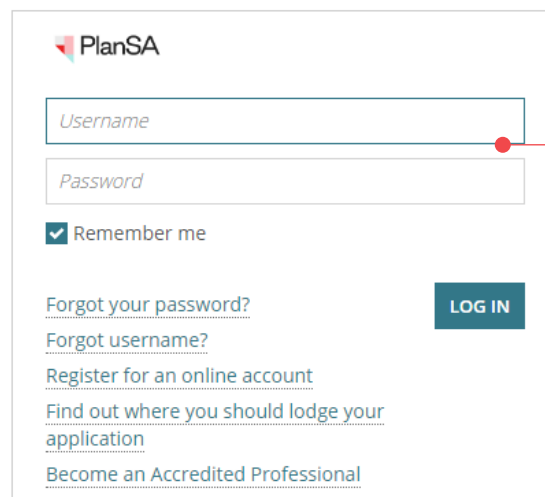 PlanSA
Username
Password
Remember me
Forgot your password?
LOG IN
Forgot username?
Register for an online account
Find out where you should lodge your
application
Become an Accredited Professional